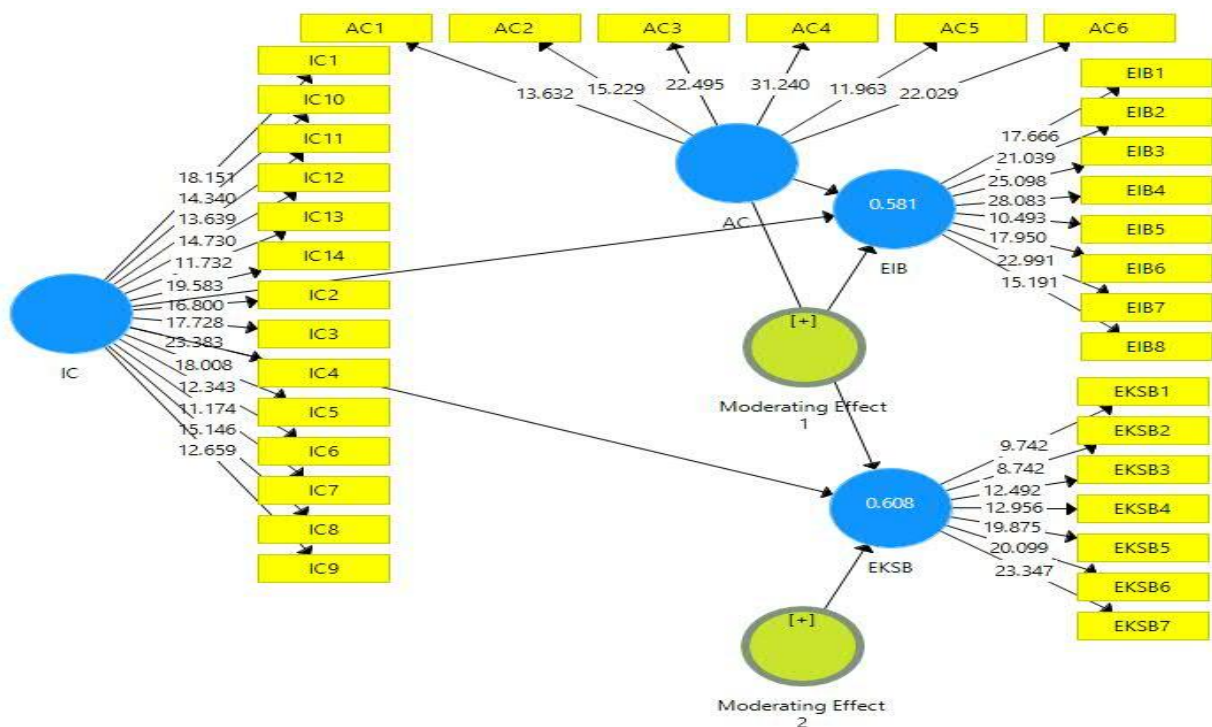 AC1
AC2
AC3
AC4
AC5
AC6
13.632
15.229
22.495
31.240
11.963
22.029
IC1
IC10
IC11
IC12
IC13
IC14
IC2
IC3
IC4
IC5
IC6
IC7
IC8
IC9
18.151
14.340
13.639
14.730
11.732
19.583
16.800
17.728
23.383
18.008
12.343
11.174
15.146
12.659
IC
AC
0.581
EIB
17.666
21.039
25.098
28.083
10.493
17.950
22.991
15.191
EIB1
EIB2
EIB3
EIB4
EIB5
EIB6
EIB7
EIB8
[+]
Moderating Effect
1
0.608
EKSB
9.742
8.742
12.492
12.956
19.875
20.099
23.347
EKSB1
EKSB2
EKSB3
EKSB4
EKSB5
EKSB6
EKSB7
[+]
Moderating Effect
2